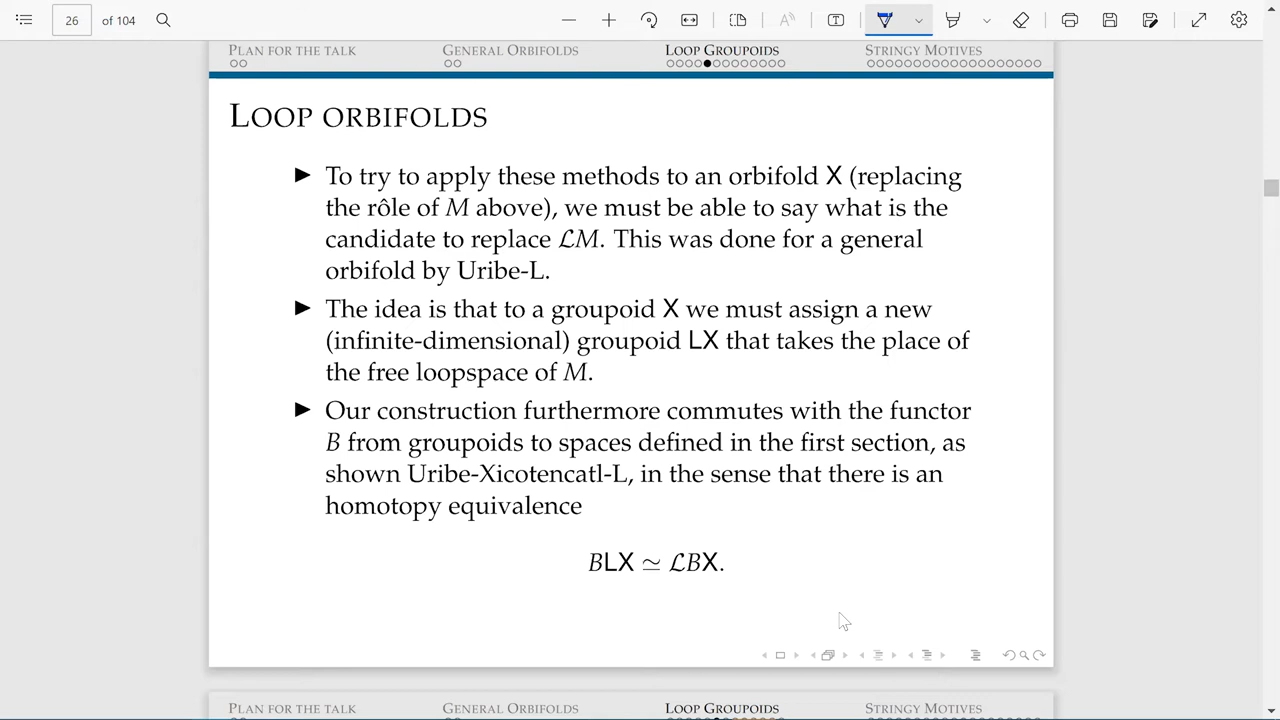 26 of 104
PLAN FOR THE TALK GENERAL ORBIFOLDS LOOP GROUPOIDS STRINGY MOTIVES
LOOP ORBIFOLDS
► To try to apply these methods to an orbifold X (replacing
the rôle of M above), we must be able to say what is the
candidate to replace ℒM. This was done for a general
orbifold by Uribe-L.
► The idea is that to a groupoid X we must assign a new
(infinite-dimensional) groupoid LX that takes the place of
the free loopspace of M.
► Our construction furthermore commutes with the functor
B from groupoids to spaces defined in the first section, as
shown Uribe-Xicotencatl-L, in the sense that there is an
homotopy equivalence
BLX ≃ ℒBX.
PLAN FOR THE TALK GENERAL ORBIFOLDS LOOP GROUPOIDS STRINGY MOTIVES